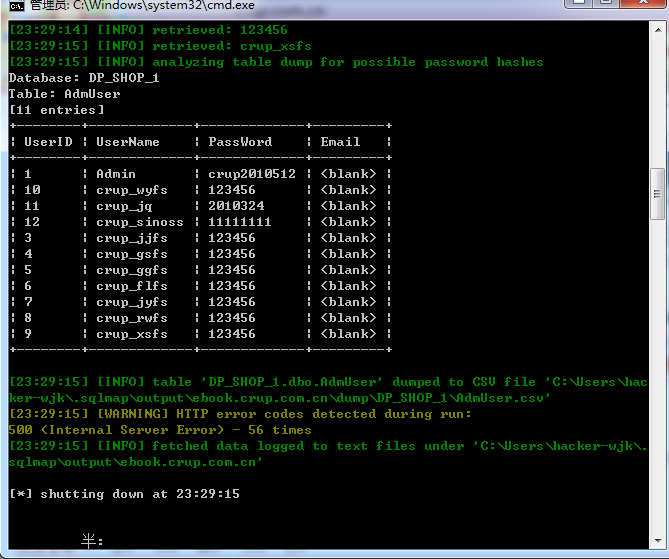 管理员: C:\Windows\system32\cmd.exe
[23:29:14] [INFO] retrieved: 123456
[23:29:15] [INFO] retrieved: crup_xsfs
[23:29:15] [INFO] analyzing table dump for possible password hashes
Database: DP_SHOP_1
Table: AdmUser
[11 entries]
+--------+-------------+-------------+---------+
¦ UserID ¦ UserName    ¦ PassWord    ¦ Email   ¦
+--------+-------------+-------------+---------+
¦ 1      ¦ Admin       ¦ crup2010512 ¦ <blank> ¦
¦ 10     ¦ crup_wyfs   ¦ 123456      ¦ <blank> ¦
¦ 11     ¦ crup_jq     ¦ 2010324     ¦ <blank> ¦
¦ 12     ¦ crup_sinoss ¦ 11111111    ¦ <blank> ¦
¦ 3      ¦ crup_jjfs   ¦ 123456      ¦ <blank> ¦
¦ 4      ¦ crup_gsfs   ¦ 123456      ¦ <blank> ¦
¦ 5      ¦ crup_ggfs   ¦ 123456      ¦ <blank> ¦
¦ 6      ¦ crup_flfs   ¦ 123456      ¦ <blank> ¦
¦ 7      ¦ crup_jyfs   ¦ 123456      ¦ <blank> ¦
¦ 8      ¦ crup_rwfs   ¦ 123456      ¦ <blank> ¦
¦ 9      ¦ crup_xsfs   ¦ 123456      ¦ <blank> ¦
+--------+-------------+-------------+---------+
[23:29:15] [INFO] table 'DP_SHOP_1.dbo.AdmUser' dumped to CSV file 'C:\Users\hac
ker-wjk\.sqlmap\output\ebook.crup.com.cn\dump\DP_SHOP_1\AdmUser.csv'
[23:29:15] [WARNING] HTTP error codes detected during run:
500 (Internal Server Error) - 56 times
[23:29:15] [INFO] fetched data logged to text files under 'C:\Users\hacker-wjk\.
sqlmap\output\ebook.crup.com.cn'
[*] shutting down at 23:29:15
半: